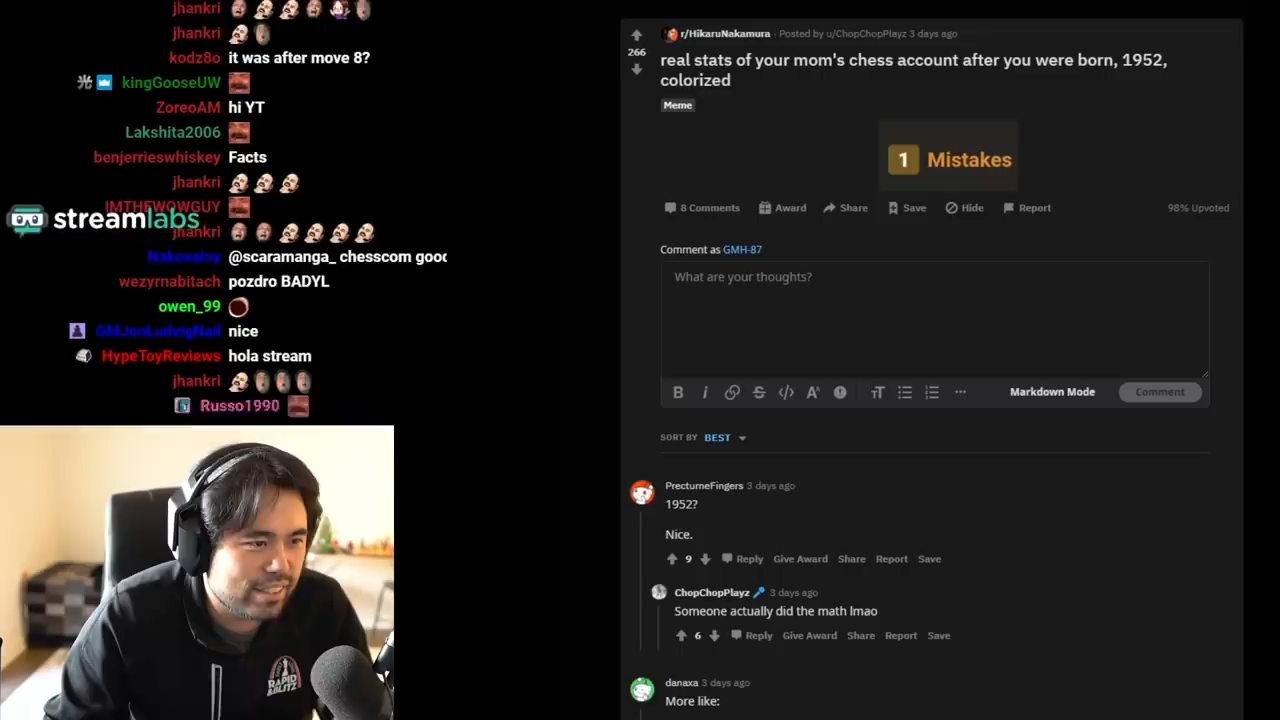 jhankri
jhankri
kodz8o it was after move 8?
光 kingGooseUW
ZoreoAM hi YT
Lakshita2006
benjerrieswhiskey Facts
jhankri
IMTHEWOWGUY
streamlabs
jhankri
Nakovalny @scaramanga_ chesscom good
wezyrnabitach pozdro BADYL
owen_99
GMJonLudvigNail nice
HypeToyReviews hola stream
jhankri
Russo1990
RAPID
&BLITZ
r/HikaruNakamura · Posted by u/ChopChopPlayz 3 days ago
266
real stats of your mom's chess account after you were born, 1952,
colorized
Meme
1 Mistakes
8 Comments Award Share Save Hide Report 98% Upvoted
Comment as GMH-87
What are your thoughts?
B i </> A TT ... Markdown Mode Comment
SORT BY BEST
PrecturneFingers 3 days ago
1952?
Nice.
9 Reply Give Award Share Report Save
ChopChopPlayz 3 days ago
Someone actually did the math lmao
6 Reply Give Award Share Report Save
danaxa 3 days ago
More like: